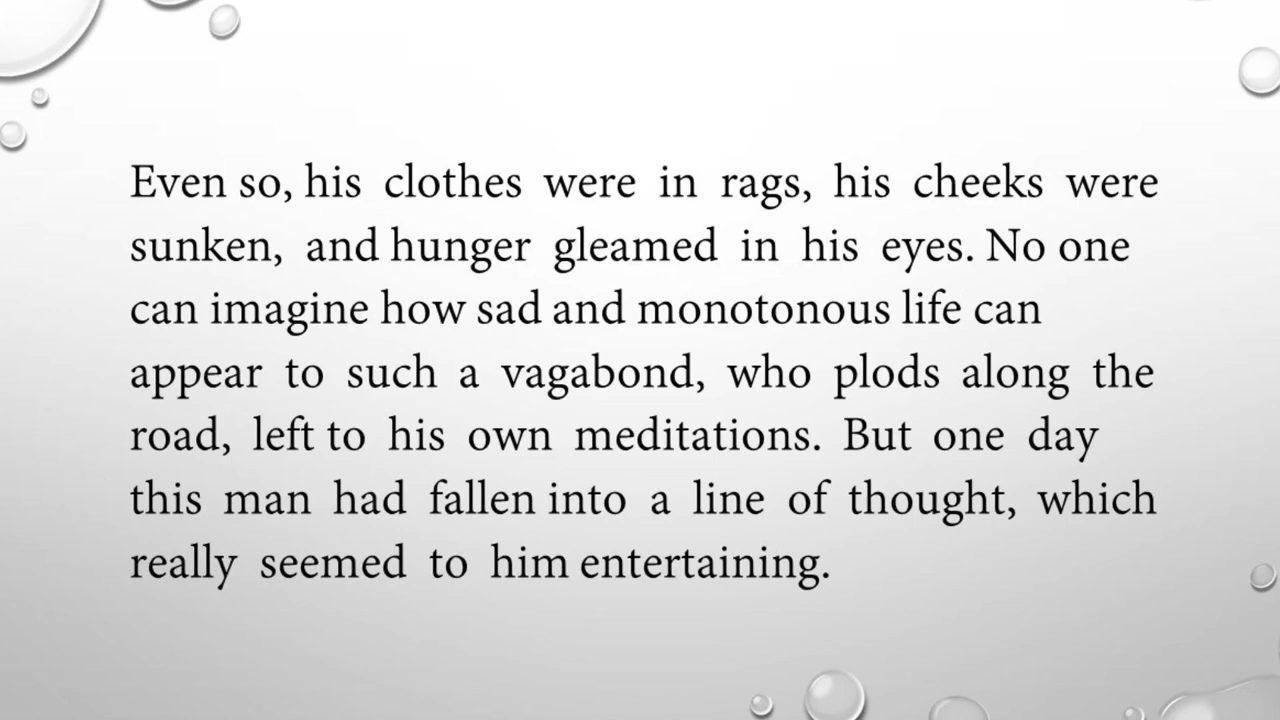 Even so, his clothes were in rags, his cheeks were
sunken, and hunger gleamed in his eyes. No one
can imagine how sad and monotonous life can
appear to such a vagabond, who plods along the
road, left to his own meditations. But one day
this man had fallen into a line of thought, which
really seemed to him entertaining.